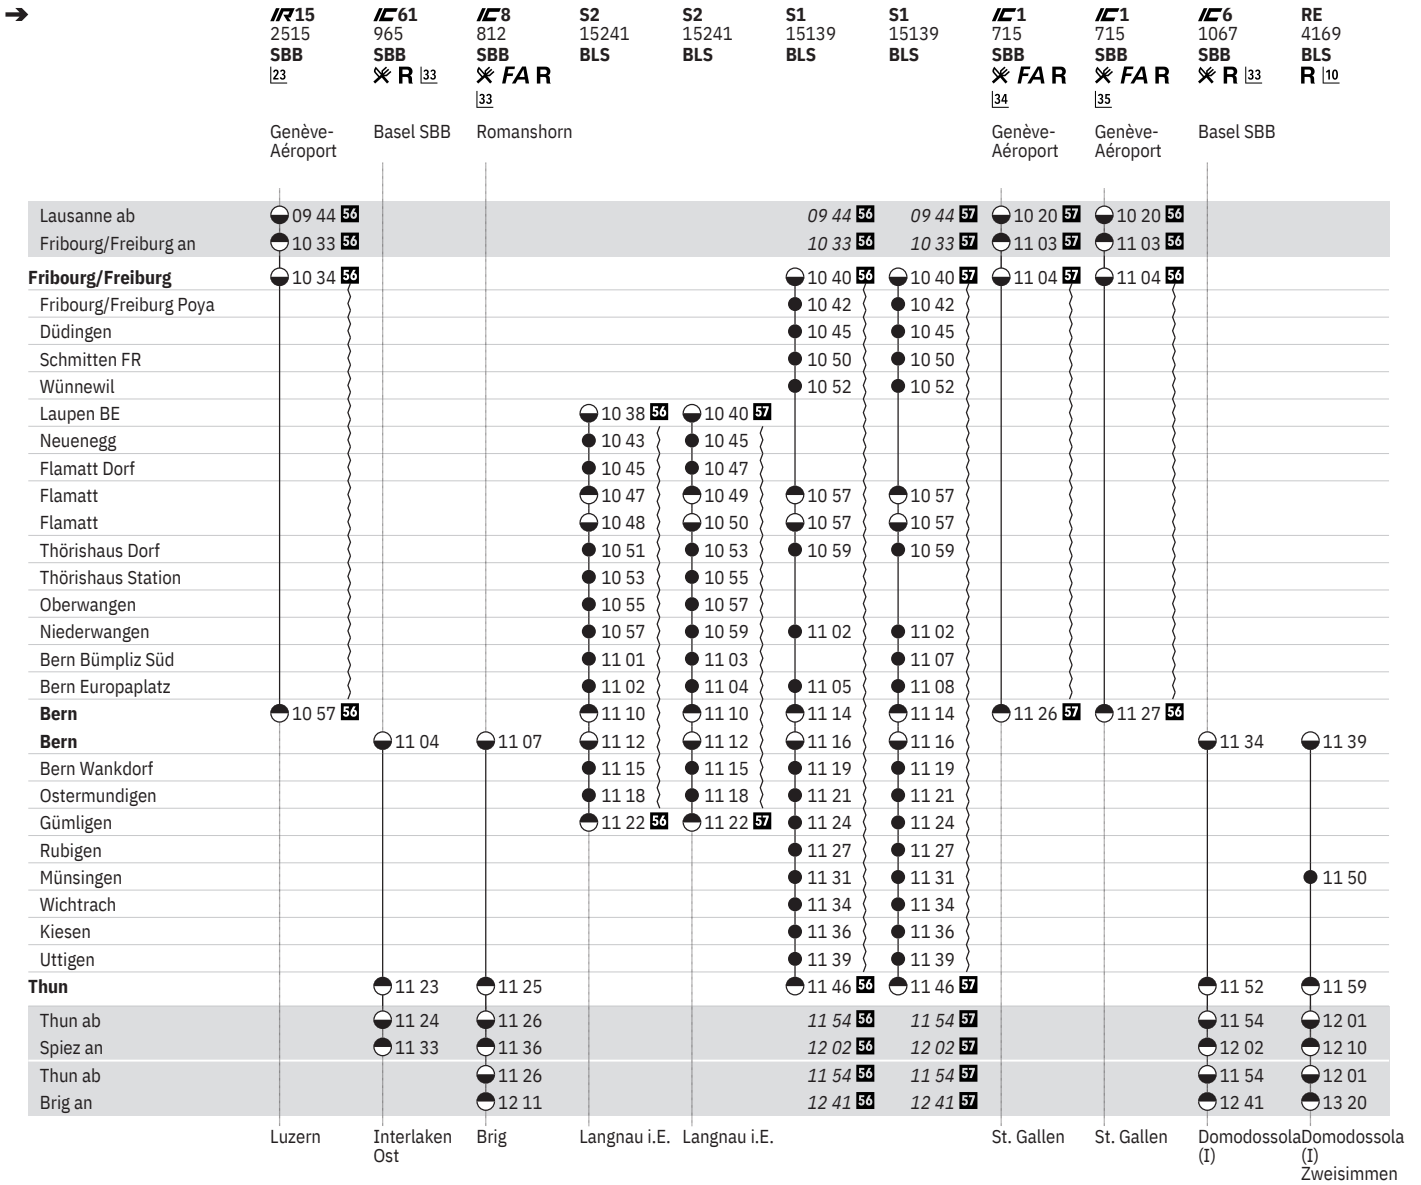 ➔ IR15 IC61 IC8 S2 S2 S1 S1 IC1 IC1 IC6 RE
2515 965 812 15241 15241 15139 15139 715 715 1067 4169
SBB SBB SBB BLS BLS BLS BLS SBB SBB SBB BLS
23 R 33 FA R FA R FA R R 33 R 10
33 34 35
Genève- Basel SBB Romanshorn Genève- Genève- Basel SBB
Aéroport Aéroport Aéroport
Lausanne ab 09 44 56 09 44 56 09 44 57 10 20 57 10 20 56
Fribourg/Freiburg an 10 33 56 10 33 56 10 33 57 11 03 57 11 03 56
Fribourg/Freiburg 10 34 56 10 40 56 10 40 57 11 04 57 11 04 56
Fribourg/Freiburg Poya 10 42 10 42
Düdingen 10 45 10 45
Schmitten FR 10 50 10 50
Wünnewil 10 52 10 52
Laupen BE 10 38 56 10 40 57
Neuenegg 10 43 10 45
Flamatt Dorf 10 45 10 47
Flamatt 10 47 10 49 10 57 10 57
Flamatt 10 48 10 50 10 57 10 57
Thörishaus Dorf 10 51 10 53 10 59 10 59
Thörishaus Station 10 53 10 55
Oberwangen 10 55 10 57
Niederwangen 10 57 10 59 11 02 11 02
Bern Bümpliz Süd 11 01 11 03 11 07
Bern Europaplatz 11 02 11 04 11 05 11 08
Bern 10 57 56 11 10 11 10 11 14 11 14 11 26 57 11 27 56
Bern 11 04 11 07 11 12 11 12 11 16 11 16 11 34 11 39
Bern Wankdorf 11 15 11 15 11 19 11 19
Ostermundigen 11 18 11 18 11 21 11 21
Gümligen 11 22 56 11 22 57 11 24 11 24
Rubigen 11 27 11 27
Münsingen 11 31 11 31 11 50
Wichtrach 11 34 11 34
Kiesen 11 36 11 36
Uttigen 11 39 11 39
Thun 11 23 11 25 11 46 56 11 46 57 11 52 11 59
Thun ab 11 24 11 26 11 54 56 11 54 57 11 54 12 01
Spiez an 11 33 11 36 12 02 56 12 02 57 12 02 12 10
Thun ab 11 26 11 54 56 11 54 57 11 54 12 01
Brig an 12 11 12 41 56 12 41 57 12 41 13 20
Luzern Interlaken Brig Langnau i.E. Langnau i.E. St. Gallen St. Gallen Domodossola Domodossola
Ost (I) (I)
Zweisimmen